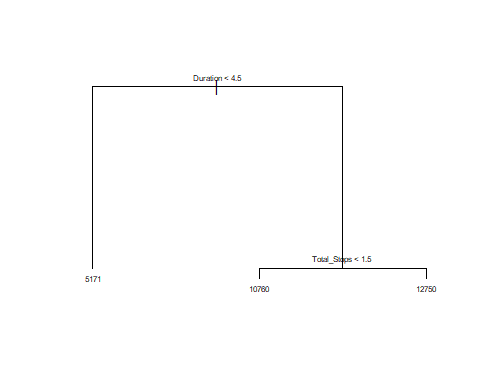 Duration < 4.5
5171
Total_Stops < 1.5
10760
12750